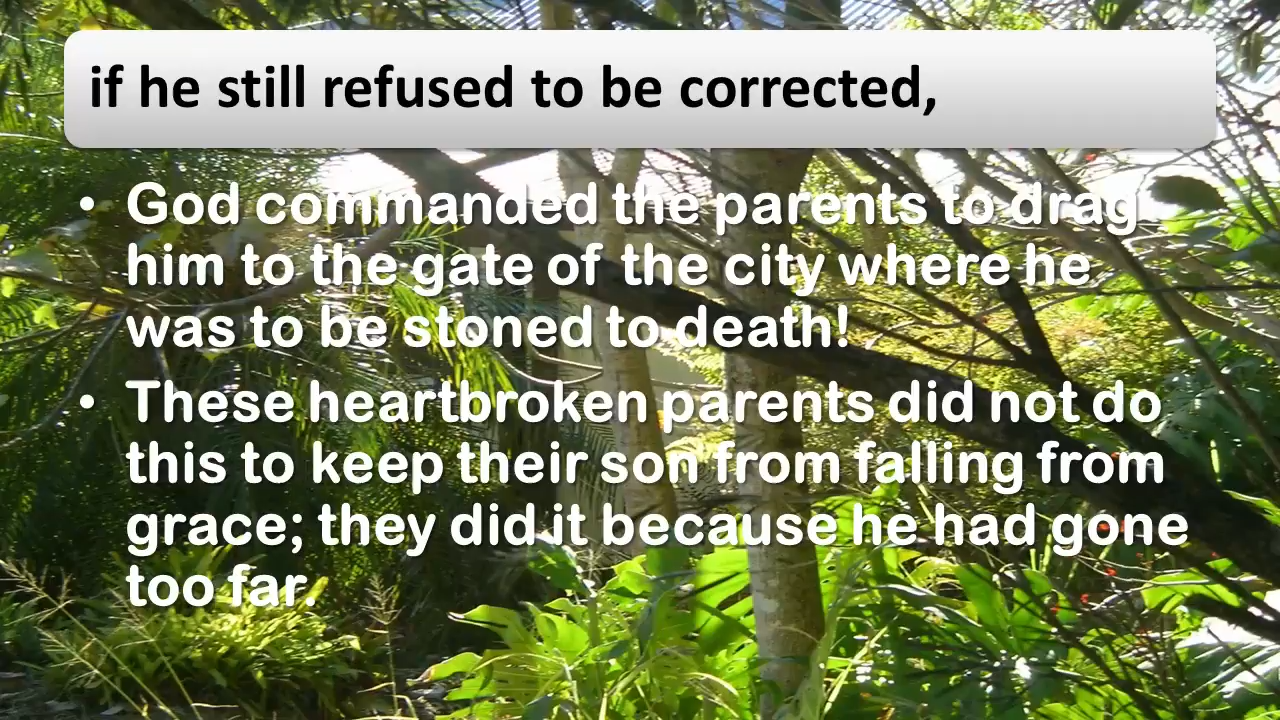 if he still refused to be corrected,
• God commanded the parents to drag
him to the gate of the city where he
was to be stoned to death!
• These heartbroken parents did not do
this to keep their son from falling from
grace; they did it because he had gone
too far.